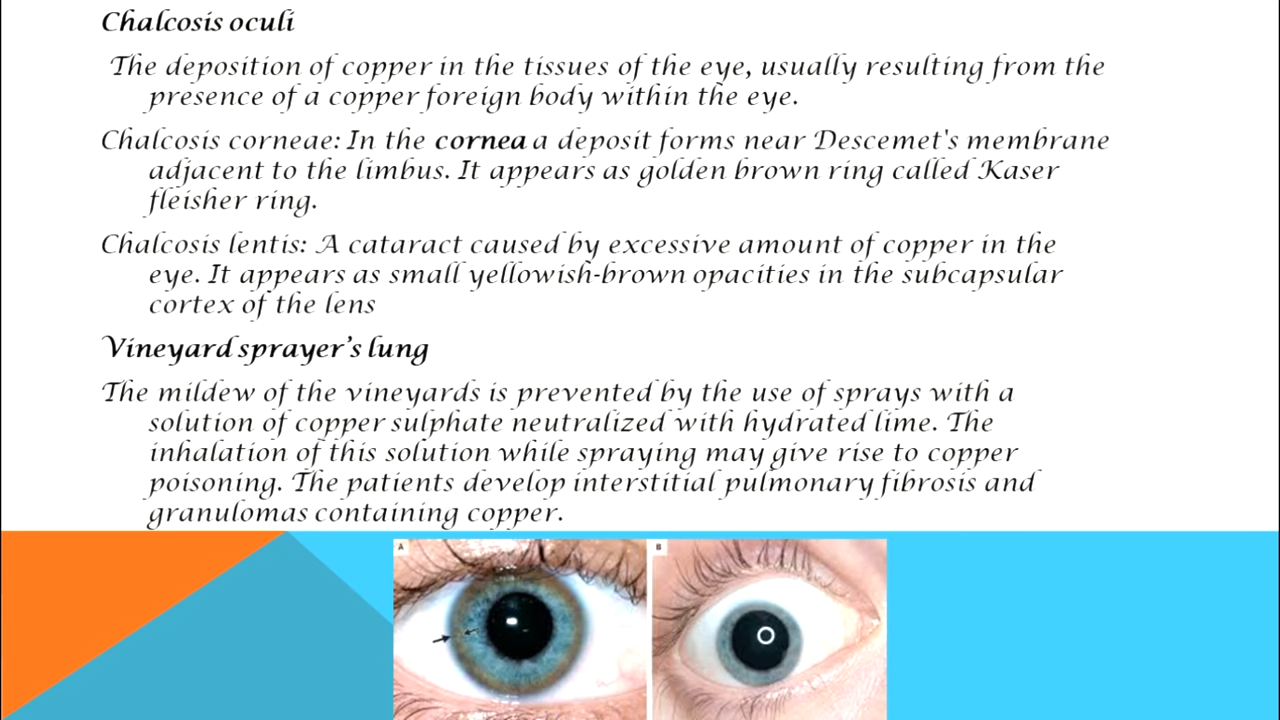 Chalcosis oculi
The deposition of copper in the tissues of the eye, usually resulting from the
presence of a copper foreign body within the eye.
Chalcosis corneae: In the cornea a deposit forms near Descemet's membrane
adjacent to the limbus. It appears as golden brown ring called Kaser
fleisher ring.
Chalcosis lentis: A cataract caused by excessive amount of copper in the
eye. It appears as small yellowish-brown opacities in the subcapsular
cortex of the lens
Vineyard sprayer's lung
The mildew of the vineyards is prevented by the use of sprays with a
solution of copper sulphate neutralized with hydrated lime. The
inhalation of this solution while spraying may give rise to copper
poisoning. The patients develop interstitial pulmonary fibrosis and
granulomas containing copper.
A
B